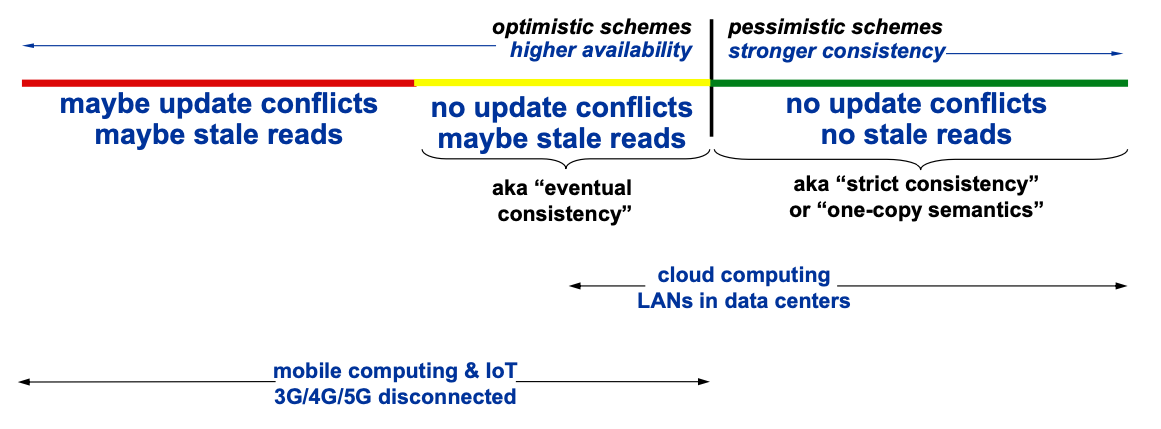 optimistic schemes
higher availability
pessimistic schemes
stronger consistency
maybe update conflicts
maybe stale reads
no update conflicts
maybe stale reads
no update conflicts
no stale reads
aka “eventual
consistency”
aka “strict consistency”
or “one-copy semantics”
cloud computing
LANs in data centers
mobile computing & IoT
3G/4G/5G disconnected